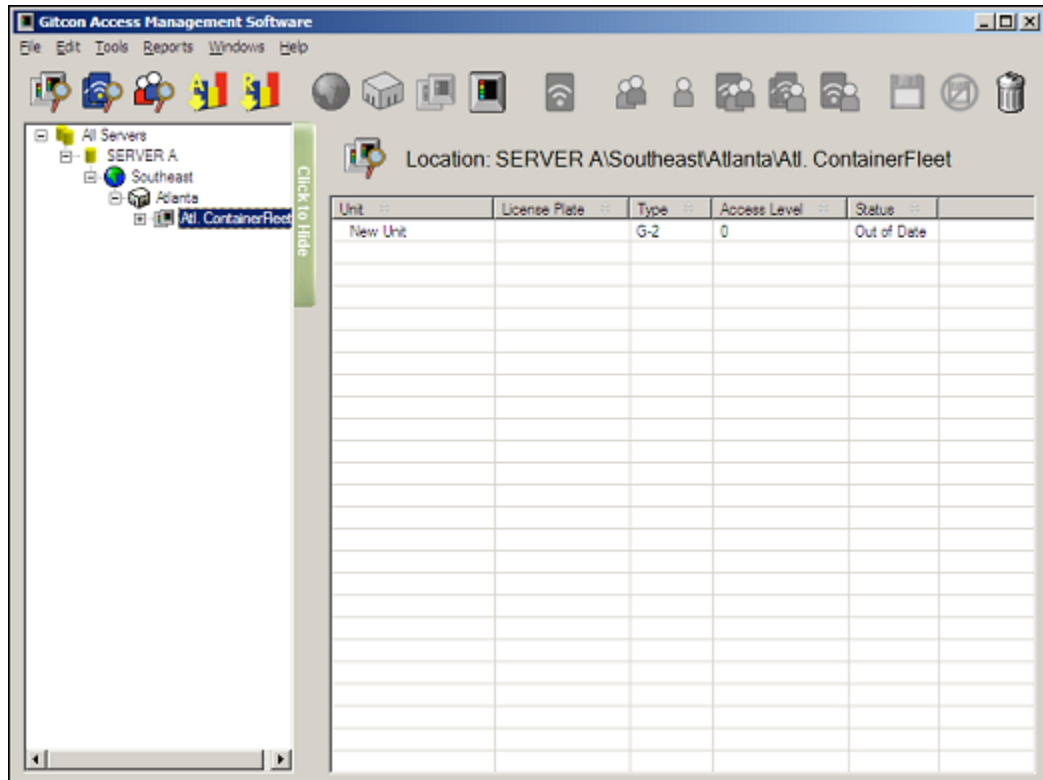 Gitcon Access Management Software
File Edit Tools Reports Windows Help
All Servers
SERVER A
Southeast
Atlanta
Atl. ContainerFleet
Click to Hide
Location: SERVER A\Southeast\Atlanta\Atl. ContainerFleet
Unit License Plate Type Access Level Status
New Unit G-2 0 Out of Date